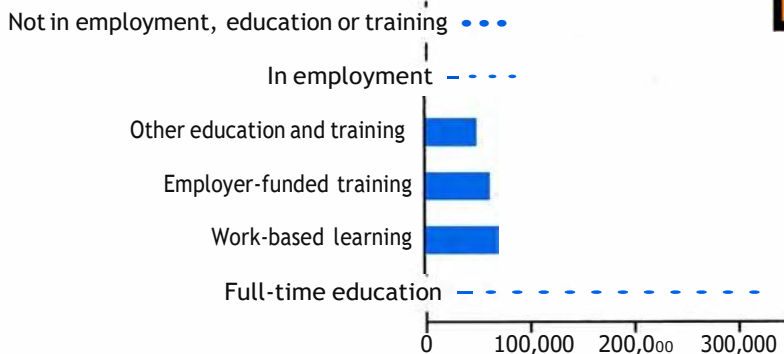 Not in employment, education or training
In employment
Other education and training
Employer-funded training
Work-based learning
Full-time education
0 100,000 200,000 300,000